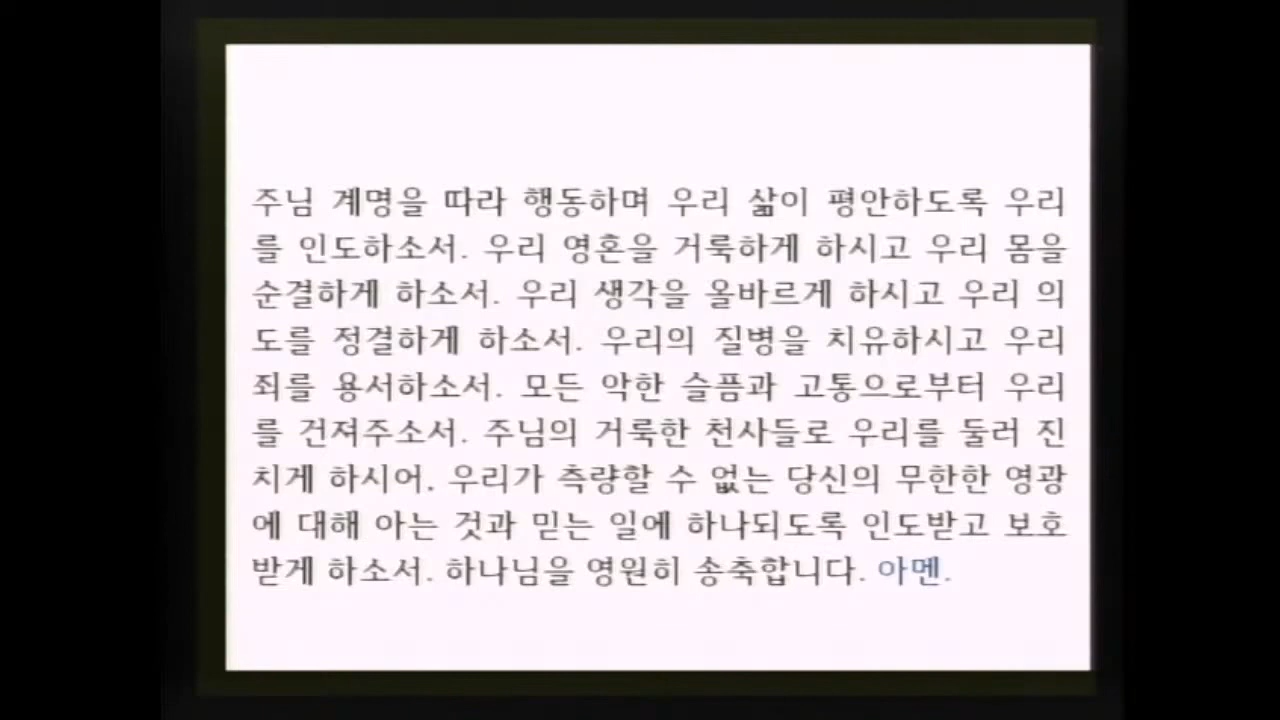 주님 계명을 따라 행동하며 우리 삶이 평안하도록 우리
를 인도하소서. 우리 영혼을 거룩하게 하시고 우리 몸을
순결하게 하소서. 우리 생각을 올바르게 하시고 우리 의
도를 정결하게 하소서. 우리의 질병을 치유하시고 우리
죄를 용서하소서. 모든 악한 슬픔과 고통으로부터 우리
를 건져주소서. 주님의 거룩한 천사들로 우리를 둘러 진
치게 하시어, 우리가 측량할 수 없는 당신의 무한한 영광
에 대해 아는 것과 믿는 일에 하나되도록 인도받고 보호
받게 하소서. 하나님을 영원히 송축합니다. 아멘.